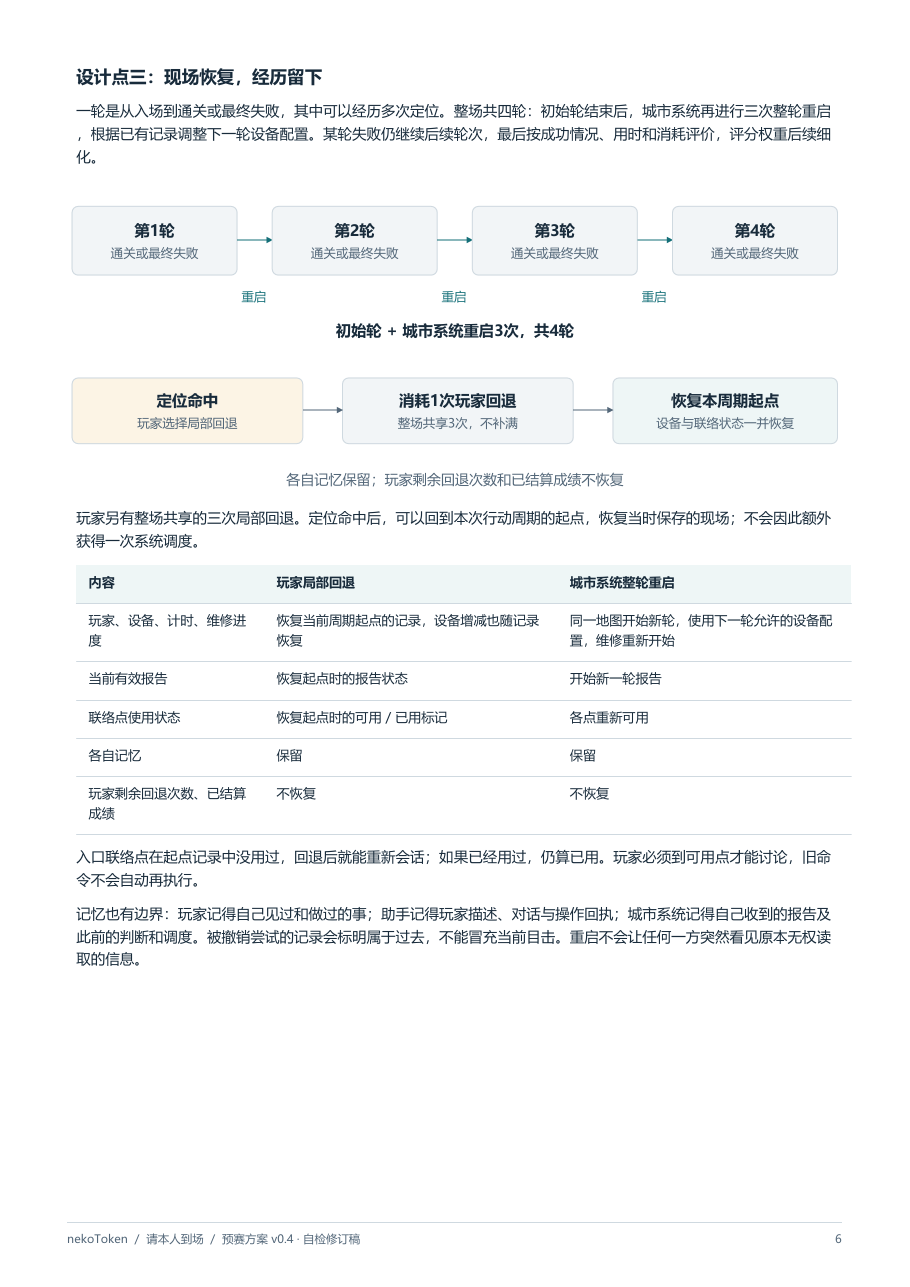 设计点三：现场恢复，经历留下
一轮是从入场到通关或最终失败，其中可以经历多次定位。整场共四轮：初始轮结束后，城市系统再进行三次整轮重启
，根据已有记录调整下一轮设备配置。某轮失败仍继续后续轮次，最后按成功情况、用时和消耗评价，评分权重后续细
化。
第1轮
通关或最终失败
第2轮
通关或最终失败
第3轮
通关或最终失败
第4轮
通关或最终失败
重启
重启
重启
初始轮 + 城市系统重启3次，共4轮
定位命中
玩家选择局部回退
消耗1次玩家回退
整场共享3次，不补满
恢复本周期起点
设备与联络状态一并恢复
各自记忆保留；玩家剩余回退次数和已结算成绩不恢复
玩家另有整场共享的三次局部回退。定位命中后，可以回到本次行动周期的起点，恢复当时保存的现场；不会因此额外
获得一次系统调度。
内容
玩家局部回退
城市系统整轮重启
玩家、设备、计时、维修进
度
恢复当前周期起点的记录，设备增减也随记录
恢复
同一地图开始新轮，使用下一轮允许的设备配
置，维修重新开始
当前有效报告
恢复起点时的报告状态
开始新一轮报告
联络点使用状态
恢复起点时的可用 / 已用标记
各点重新可用
各自记忆
保留
保留
玩家剩余回退次数、已结算
成绩
不恢复
不恢复
入口联络点在起点记录中没用过，回退后就能重新会话；如果已经用过，仍算已用。玩家必须到可用点才能讨论，旧命
令不会自动再执行。
记忆也有边界：玩家记得自己见过和做过的事；助手记得玩家描述、对话与操作回执；城市系统记得自己收到的报告及
此前的判断和调度。被撤销尝试的记录会标明属于过去，不能冒充当前目击。重启不会让任何一方突然看见原本无权读
取的信息。
nekoToken / 请本人到场 / 预赛方案 v0.4 · 自检修订稿
6